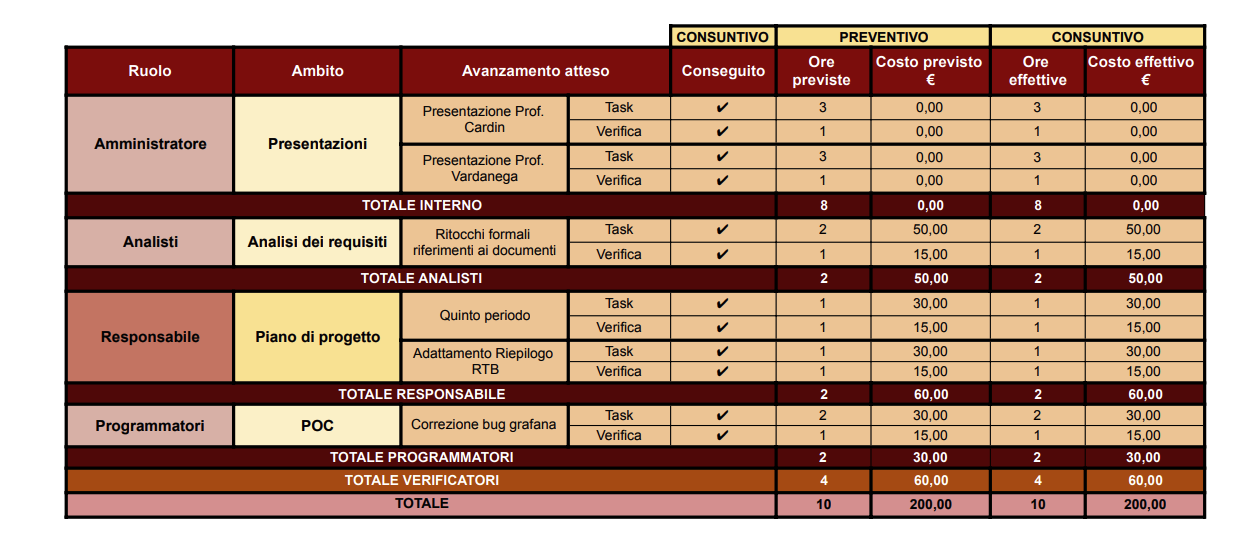 CONSUNTIVO PREVENTIVO CONSUNTIVO
Ruolo Ambito Avanzamento atteso Conseguito Ore previste Costo previsto € Ore effettive Costo effettivo €
Amministratore Presentazioni Presentazione Prof. Cardin Task ✔ 3 0,00 3 0,00
Verifica ✔ 1 0,00 1 0,00
Presentazione Prof. Vardanega Task ✔ 3 0,00 3 0,00
Verifica ✔ 1 0,00 1 0,00
TOTALE INTERNO 8 0,00 8 0,00
Analisti Analisi dei requisiti Ritocchi formali riferimenti ai documenti Task ✔ 2 50,00 2 50,00
Verifica ✔ 1 15,00 1 15,00
TOTALE ANALISTI 2 50,00 2 50,00
Responsabile Piano di progetto Quinto periodo Task ✔ 1 30,00 1 30,00
Verifica ✔ 1 15,00 1 15,00
Adattamento Riepilogo RTB Task ✔ 1 30,00 1 30,00
Verifica ✔ 1 15,00 1 15,00
TOTALE RESPONSABILE 2 60,00 2 60,00
Programmatori POC Correzione bug grafana Task ✔ 2 30,00 2 30,00
Verifica ✔ 1 15,00 1 15,00
TOTALE PROGRAMMATORI 2 30,00 2 30,00
TOTALE VERIFICATORI 4 60,00 4 60,00
TOTALE 10 200,00 10 200,00